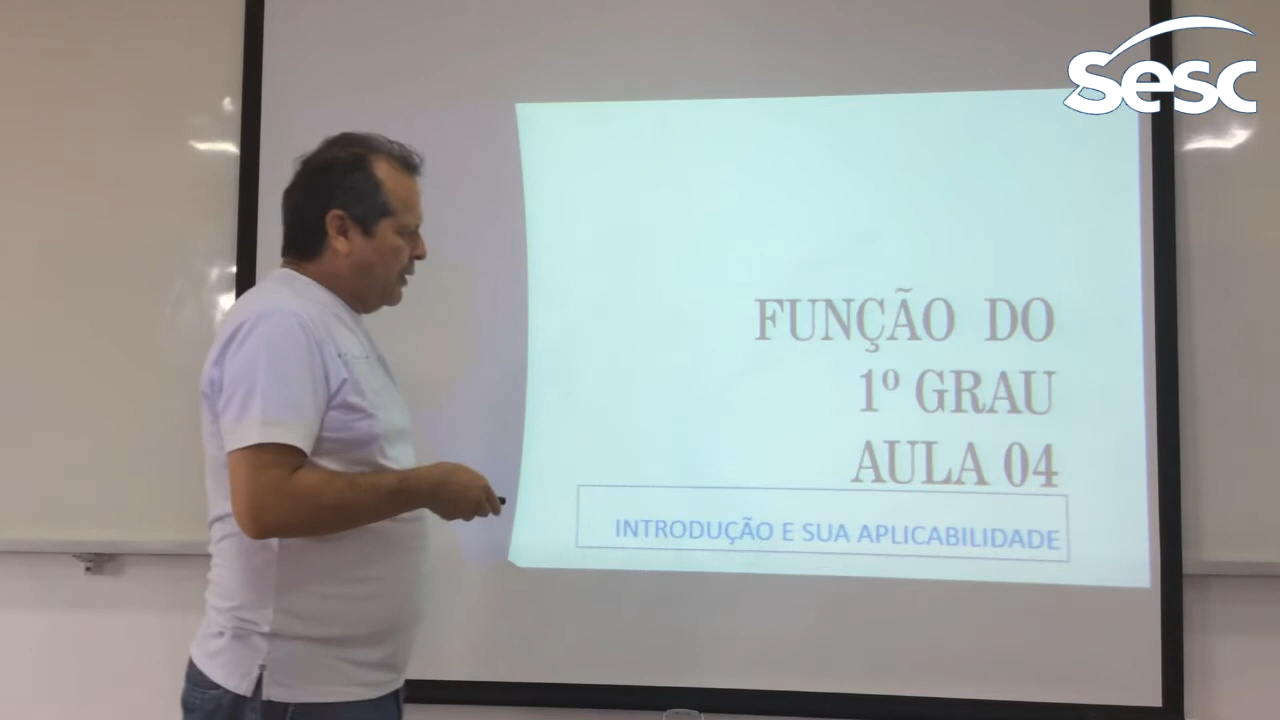 Sesc
FUNÇÃO DO
1º GRAU
AULA 04
INTRODUÇÃO E SUA APLICABILIDADE